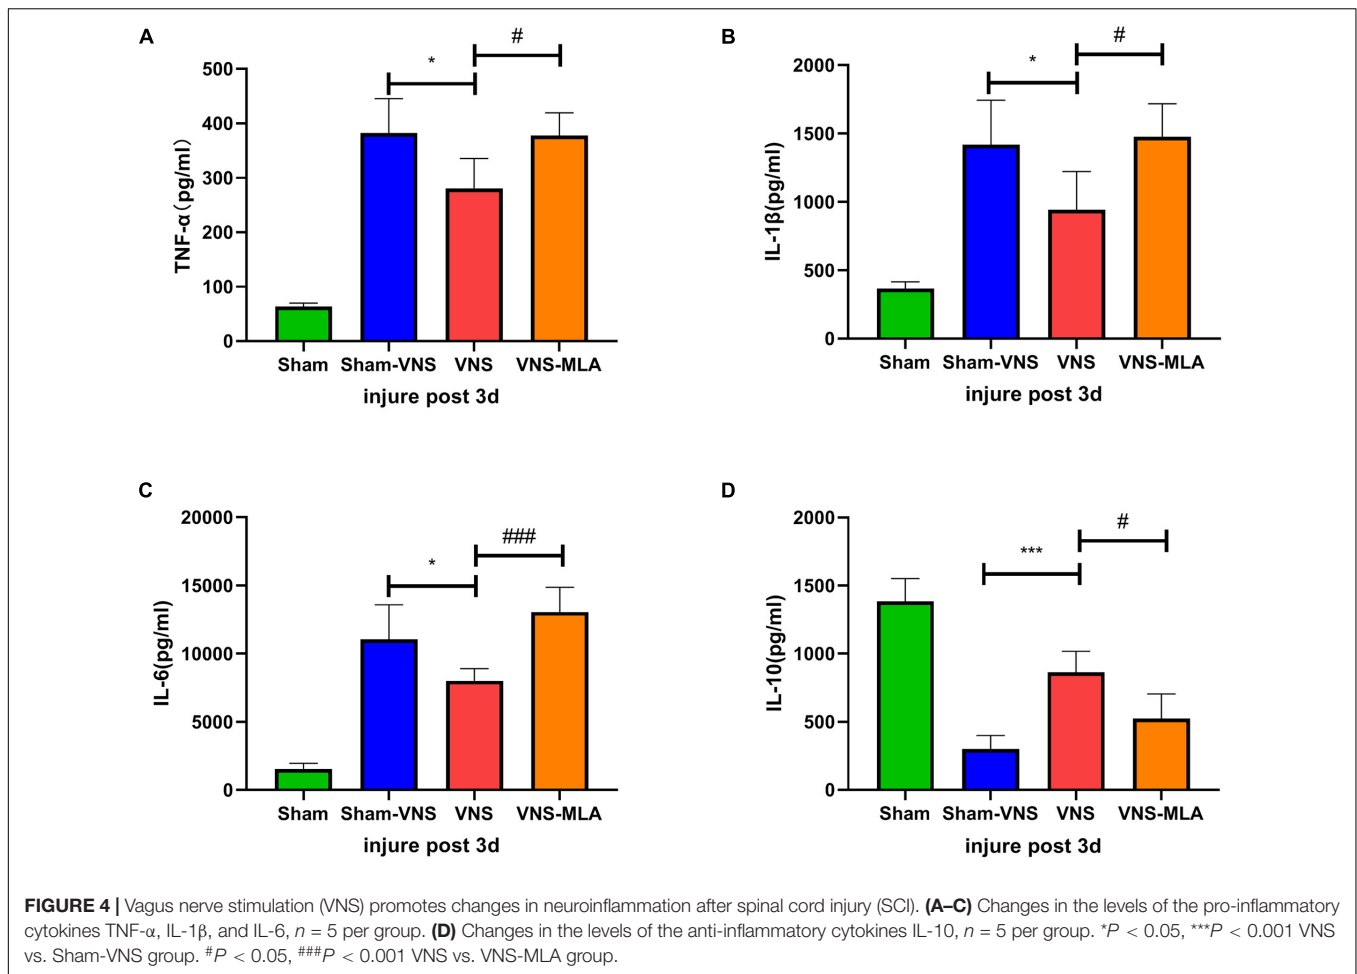 A
#
*
500
400
300
200
100
0
TNF-α(pg/ml)
Sham Sham-VNS VNS VNS-MLA
injure post 3d
B
#
*
2000
1500
1000
500
0
IL-1β(pg/ml)
Sham Sham-VNS VNS VNS-MLA
injure post 3d
C
###
*
20000
15000
10000
5000
0
IL-6(pg/ml)
Sham Sham-VNS VNS VNS-MLA
injure post 3d
D
#
***
2000
1500
1000
500
0
IL-10(pg/ml)
Sham Sham-VNS VNS VNS-MLA
injure post 3d
FIGURE 4 | Vagus nerve stimulation (VNS) promotes changes in neuroinflammation after spinal cord injury (SCI). (A–C) Changes in the levels of the pro-inflammatory
cytokines TNF-α, IL-1β, and IL-6, n = 5 per group. (D) Changes in the levels of the anti-inflammatory cytokines IL-10, n = 5 per group. *P < 0.05, ***P < 0.001 VNS
vs. Sham-VNS group. #P < 0.05, ###P < 0.001 VNS vs. VNS-MLA group.